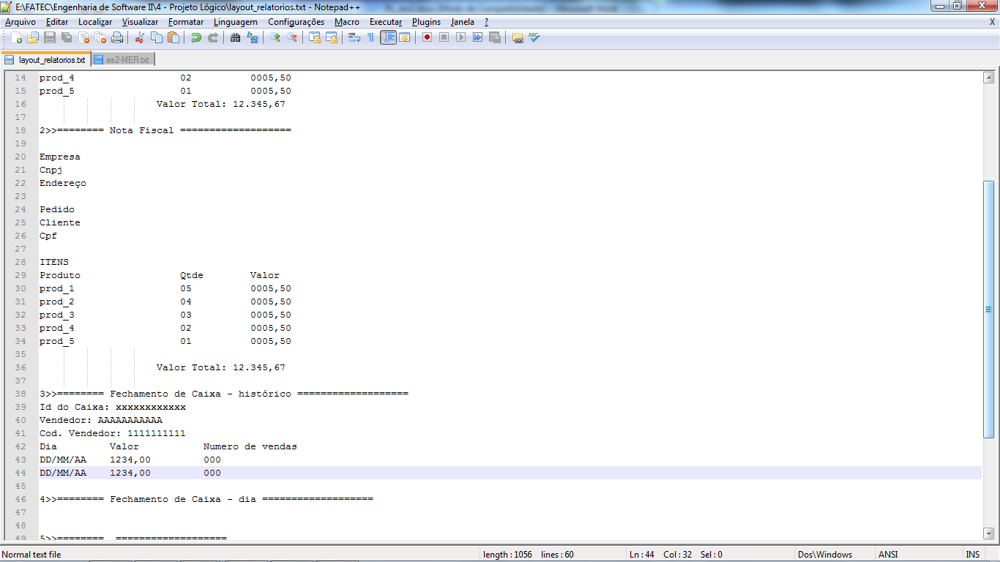 E:\FATEC\Engenharia de Software II\4 - Projeto Lógico\layout_relatorios.txt - Notepad++
Arquivo Editar Localizar Visualizar Formatar Linguagem Configurações Macro Executar Plugins Janela ? X
layout_relatorios.txt es2-MER.txt
14 prod_4 02 0005,50
15 prod_5 01 0005,50
16 Valor Total: 12.345,67
17
18 2>>======== Nota Fiscal ===================
19
20 Empresa
21 Cnpj
22 Endereço
23
24 Pedido
25 Cliente
26 Cpf
27
28 ITENS
29 Produto Qtde Valor
30 prod_1 05 0005,50
31 prod_2 04 0005,50
32 prod_3 03 0005,50
33 prod_4 02 0005,50
34 prod_5 01 0005,50
35
36 Valor Total: 12.345,67
37
38 3>>======== Fechamento de Caixa - histórico ===================
39 Id do Caixa: xxxxxxxxxxxx
40 Vendedor: AAAAAAAAAAA
41 Cod. Vendedor: 1111111111
42 Dia Valor Numero de vendas
43 DD/MM/AA 1234,00 000
44 DD/MM/AA 1234,00 000
45
46 4>>======== Fechamento de Caixa - dia ===================
47
48
49 5>>======== ===================
Normal text file length : 1056 lines : 60 Ln : 44 Col : 32 Sel : 0 Dos\Windows ANSI INS